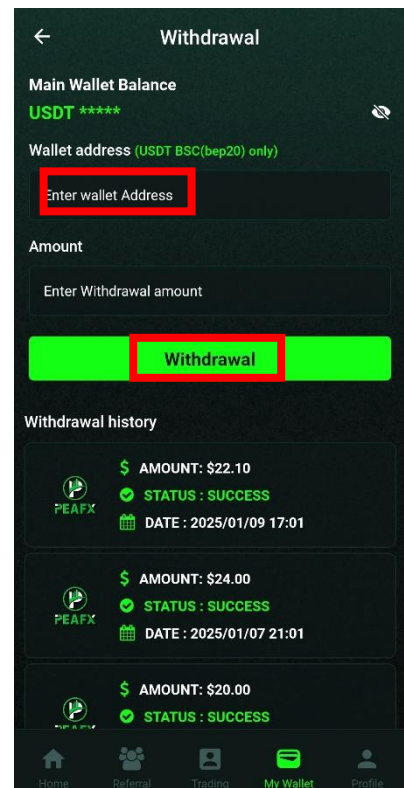 Withdrawal
Main Wallet Balance
USDT *****
Wallet address (USDT BSC(bep20) only)
Enter wallet Address
Amount
Enter Withdrawal amount
Withdrawal
Withdrawal history
$ AMOUNT: $22.10
STATUS : SUCCESS
PEAFX
DATE : 2025/01/09 17:01
$ AMOUNT: $24.00
STATUS : SUCCESS
PEAFX
DATE : 2025/01/07 21:01
$ AMOUNT: $20.00
STATUS : SUCCESS
Home Referral Trading My Wallet Profile